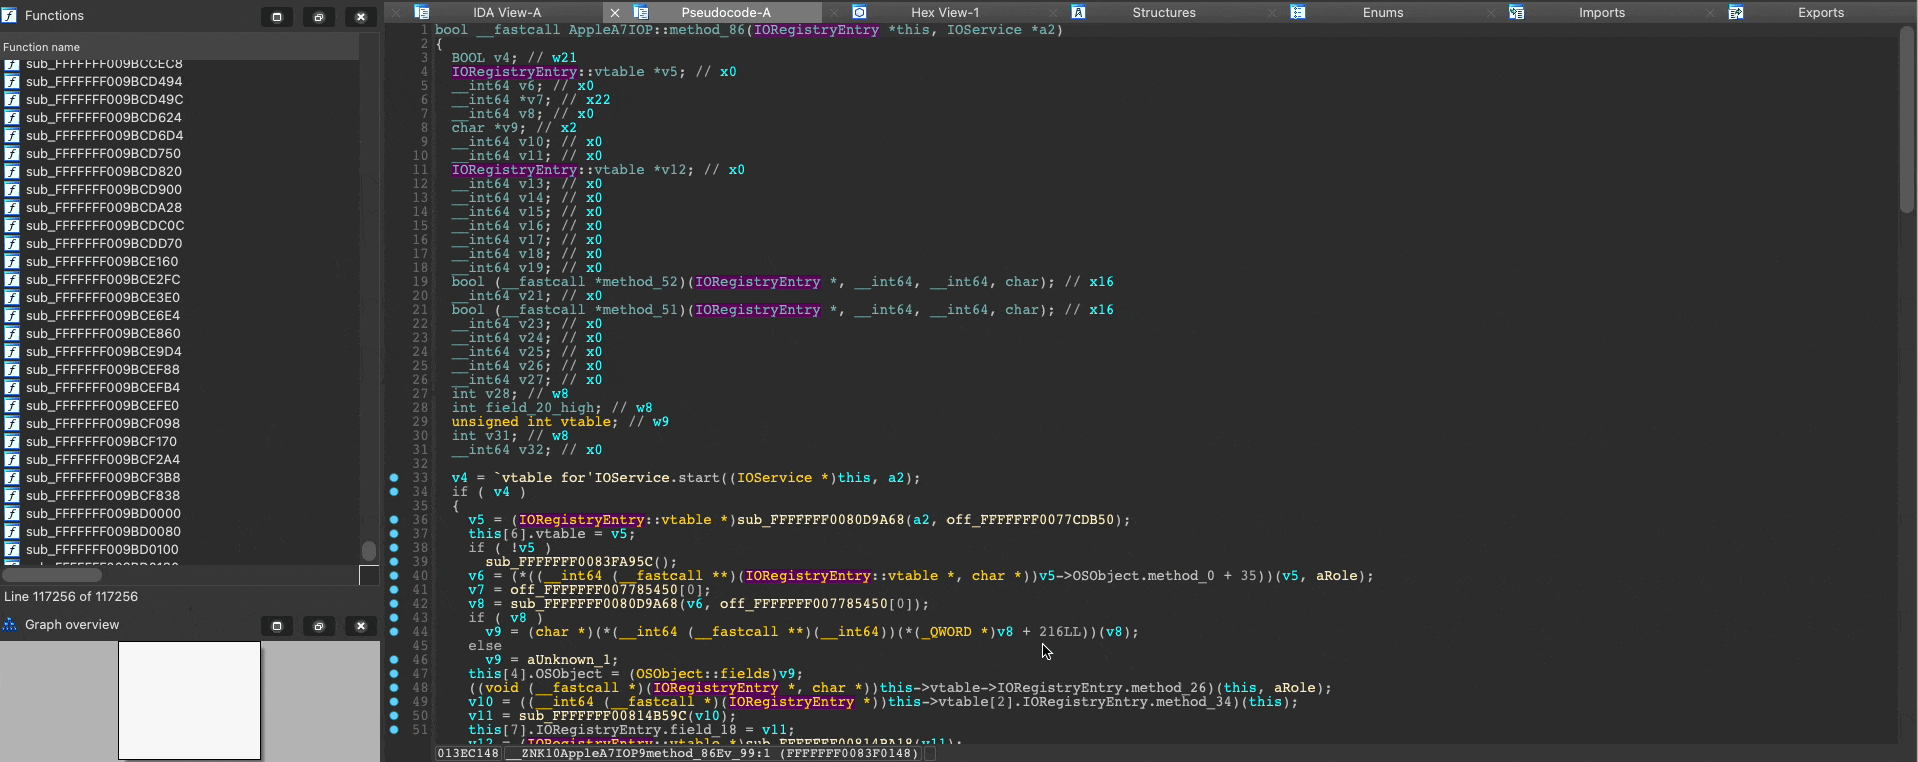 Functions
Function name
sub_FFFFFFF009BCCEC8
sub_FFFFFFF009BCD494
sub_FFFFFFF009BCD49C
sub_FFFFFFF009BCD624
sub_FFFFFFF009BCD6D4
sub_FFFFFFF009BCD750
sub_FFFFFFF009BCD820
sub_FFFFFFF009BCD900
sub_FFFFFFF009BCDA28
sub_FFFFFFF009BCDC0C
sub_FFFFFFF009BCDD70
sub_FFFFFFF009BCE160
sub_FFFFFFF009BCE2FC
sub_FFFFFFF009BCE3E0
sub_FFFFFFF009BCE6E4
sub_FFFFFFF009BCE860
sub_FFFFFFF009BCE9D4
sub_FFFFFFF009BCEF88
sub_FFFFFFF009BCEFB4
sub_FFFFFFF009BCEFE0
sub_FFFFFFF009BCF098
sub_FFFFFFF009BCF170
sub_FFFFFFF009BCF2A4
sub_FFFFFFF009BCF3B8
sub_FFFFFFF009BCF838
sub_FFFFFFF009BD0000
sub_FFFFFFF009BD0080
sub_FFFFFFF009BD0100
Line 117256 of 117256
Graph overview
IDA View-A
Pseudocode-A
Hex View-1
Structures
Enums
Imports
Exports
1 bool __fastcall AppleA7IOP::method_86(IORegistryEntry *this, IOService *a2)
2 {
3 BOOL v4; // w21
4 IORegistryEntry::vtable *v5; // x0
5 __int64 v6; // x0
6 __int64 *v7; // x22
7 __int64 v8; // x0
8 char *v9; // x2
9 __int64 v10; // x0
10 __int64 v11; // x0
11 IORegistryEntry::vtable *v12; // x0
12 __int64 v13; // x0
13 __int64 v14; // x0
14 __int64 v15; // x0
15 __int64 v16; // x0
16 __int64 v17; // x0
17 __int64 v18; // x0
18 __int64 v19; // x0
19 bool (__fastcall *method_52)(IORegistryEntry *, __int64, __int64, char); // x16
20 __int64 v21; // x0
21 bool (__fastcall *method_51)(IORegistryEntry *, __int64, __int64, char); // x16
22 __int64 v23; // x0
23 __int64 v24; // x0
24 __int64 v25; // x0
25 __int64 v26; // x0
26 __int64 v27; // x0
27 int v28; // w8
28 int field_20_high; // w8
29 unsigned int vtable; // w9
30 int v31; // w8
31 __int64 v32; // x0
32
33 v4 = `vtable for'IOService.start((IOService *)this, a2);
34 if ( v4 )
35 {
36 v5 = (IORegistryEntry::vtable *)sub_FFFFFFF0080D9A68(a2, off_FFFFFFF0077CDB50);
37 this[6].vtable = v5;
38 if ( !v5 )
39 sub_FFFFFFF0083FA95C();
40 v6 = (*((__int64 (__fastcall **)(IORegistryEntry::vtable *, char *))v5->OSObject.method_0 + 35))(v5, aRole);
41 v7 = off_FFFFFFF007785450[0];
42 v8 = sub_FFFFFFF0080D9A68(v6, off_FFFFFFF007785450[0]);
43 if ( v8 )
44 v9 = (char *)(*(__int64 (__fastcall **)(__int64))(*(_QWORD *)v8 + 216LL))(v8);
45 else
46 v9 = aUnknown_1;
47 this[4].OSObject = (OSObject::fields)v9;
48 ((void (__fastcall *)(IORegistryEntry *, char *))this->vtable->IORegistryEntry.method_26)(this, aRole);
49 v10 = ((__int64 (__fastcall *)(IORegistryEntry *))this->vtable[2].IORegistryEntry.method_34)(this);
50 v11 = sub_FFFFFFF00814B59C(v10);
51 this[7].IORegistryEntry.field_18 = v11;
v12 = (IORegistryEntry::vtable *)sub_FFFFFFF00814BA18(v11);
013EC148 __ZNK10AppleA7IOP9method_86Ev_99:1 (FFFFFFF0083F0148)